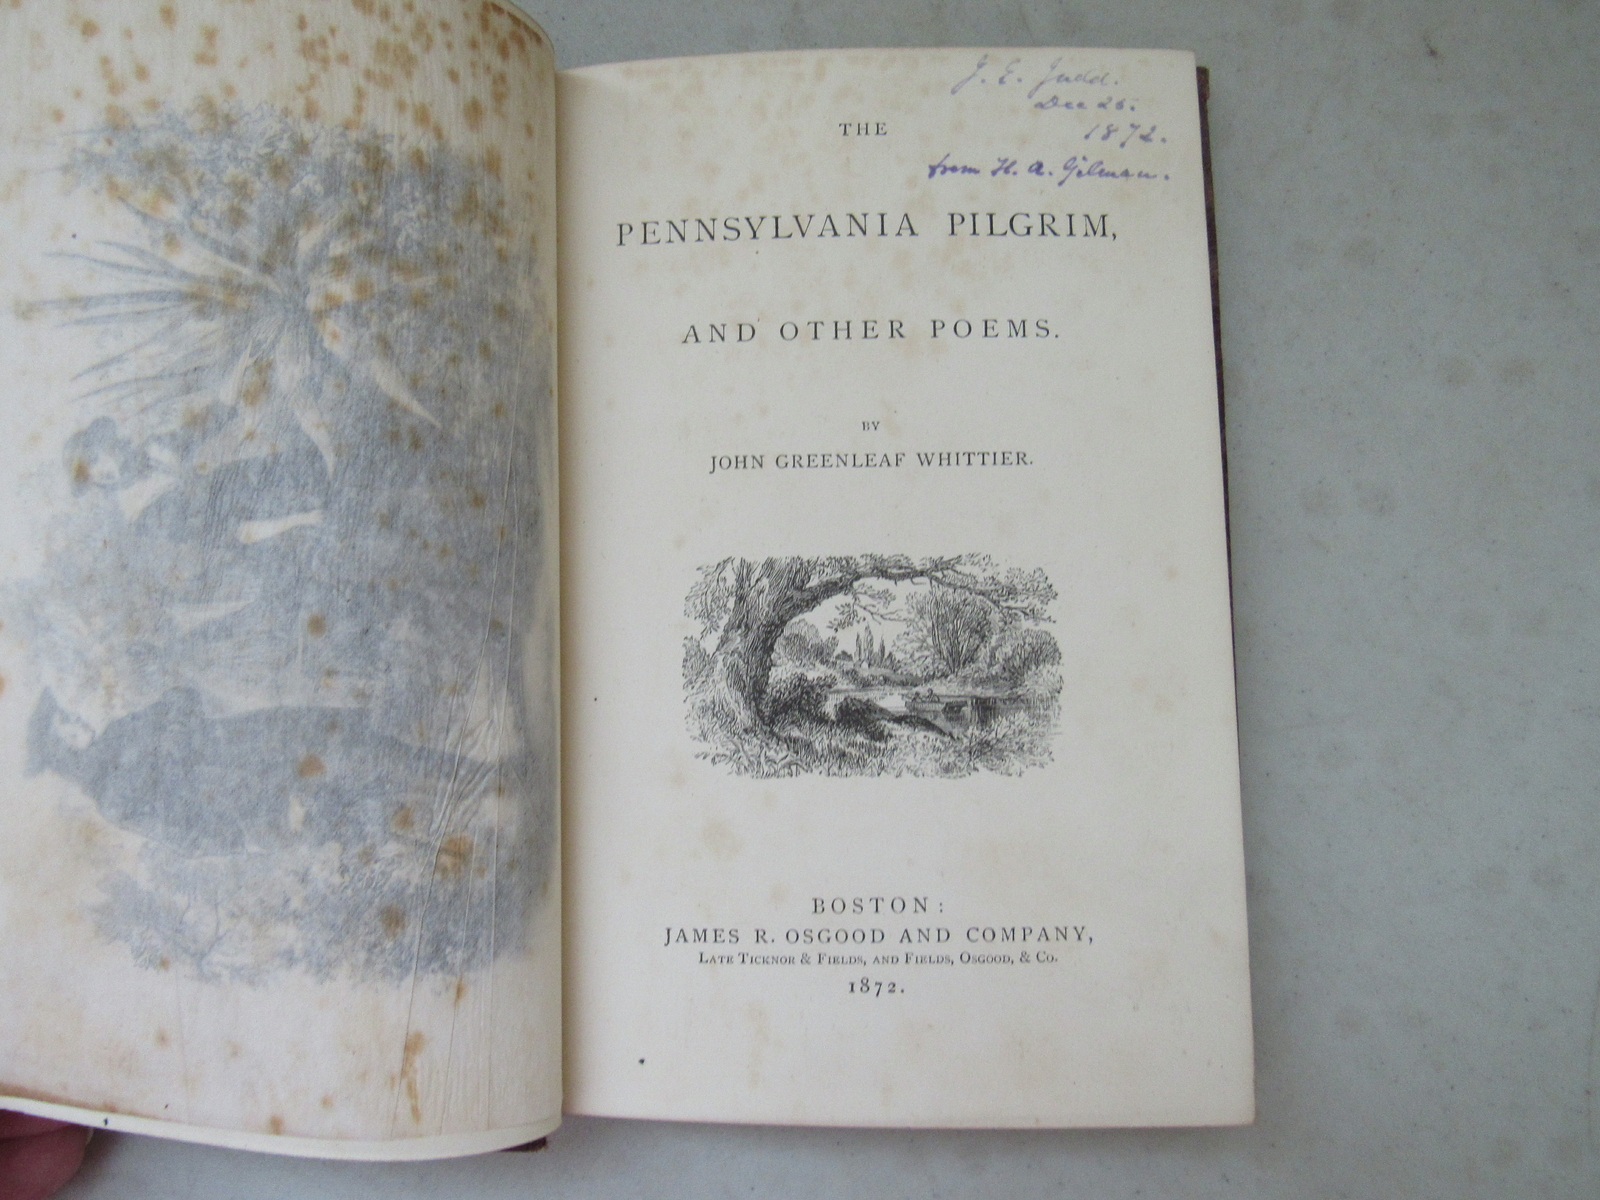 J. E. Judd.
Dec 25.
1872.
from H. A. Gilman.
THE
PENNSYLVANIA PILGRIM,
AND OTHER POEMS.
BY
JOHN GREENLEAF WHITTIER.
BOSTON:
JAMES R. OSGOOD AND COMPANY,
LATE TICKNOR & FIELDS, AND FIELDS, OSGOOD, & CO.
1872.